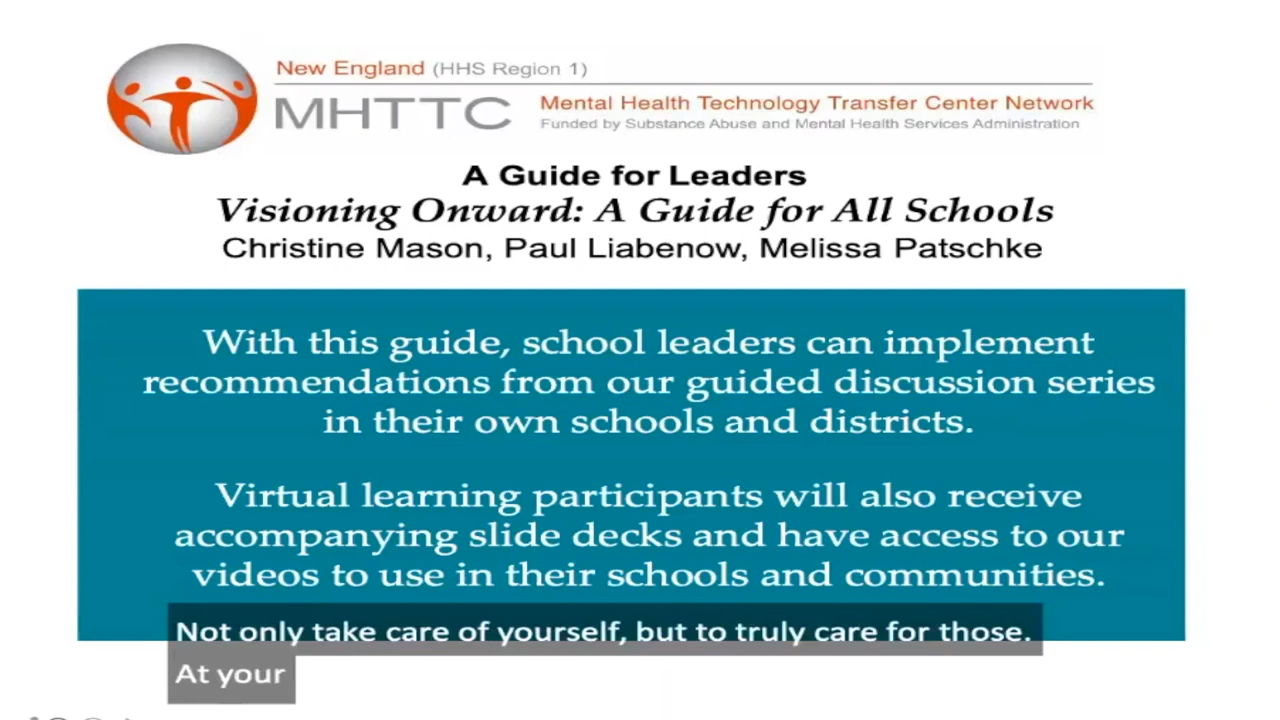 New England (HHS Region 1)
MHTTC
Mental Health Technology Transfer Center Network
Funded by Substance Abuse and Mental Health Services Administration
A Guide for Leaders
Visioning Onward: A Guide for All Schools
Christine Mason, Paul Liabenow, Melissa Patschke
With this guide, school leaders can implement
recommendations from our guided discussion series
in their own schools and districts.
Virtual learning participants will also receive
accompanying slide decks and have access to our
videos to use in their schools and communities.
Not only take care of yourself, but to truly care for those.
At your